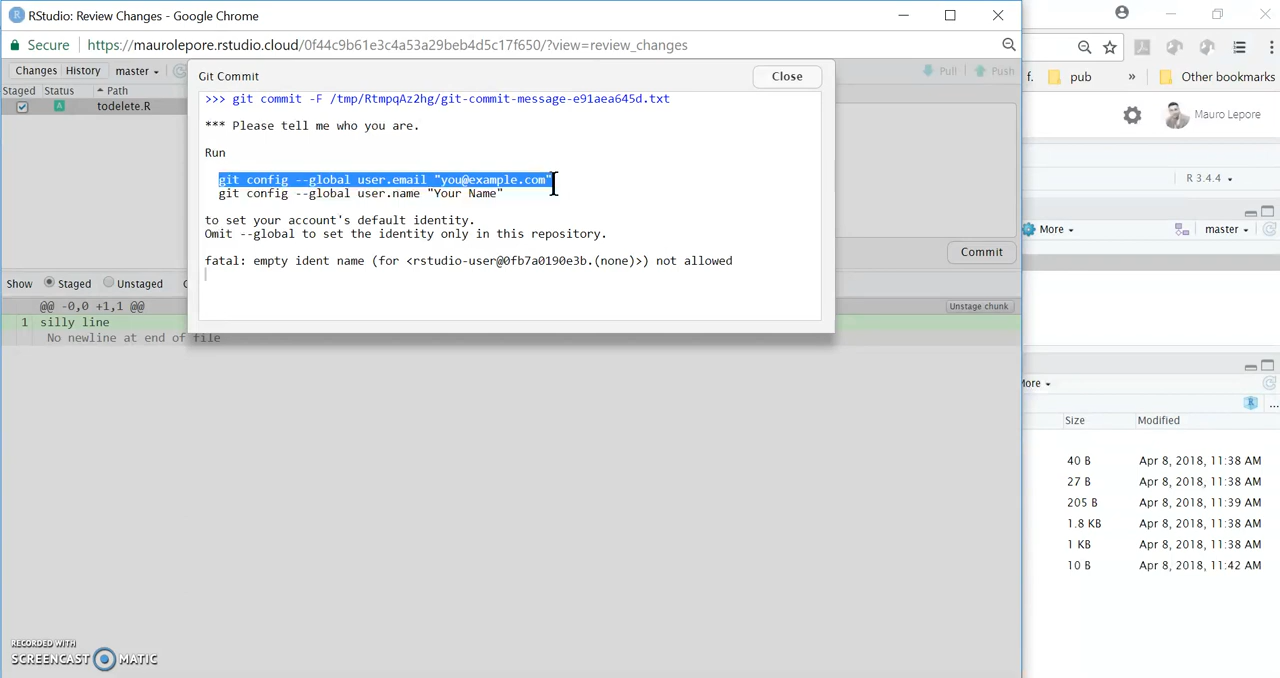 RStudio: Review Changes - Google Chrome
Secure https://maurolepore.rstudio.cloud/0f44c9b61e3c4a53a29beb4d5c17f650/?view=review_changes
f. pub » Other bookmarks
Changes History master Pull Push
Git Commit Close
Staged Status Path
todelete.R
>>> git commit -F /tmp/RtmpqAz2hg/git-commit-message-e91aea645d.txt
*** Please tell me who you are.
Run
git config --global user.email "you@example.com"
git config --global user.name "Your Name"
to set your account's default identity.
Omit --global to set the identity only in this repository.
fatal: empty ident name (for <rstudio-user@0fb7a0190e3b.(none)>) not allowed
Mauro Lepore
R 3.4.4
More master
Commit
Show Staged Unstaged
@@ -0,0 +1,1 @@ Unstage chunk
1 silly line
No newline at end of file
More
...
Size Modified
40 B Apr 8, 2018, 11:38 AM
27 B Apr 8, 2018, 11:38 AM
205 B Apr 8, 2018, 11:39 AM
1.8 KB Apr 8, 2018, 11:38 AM
1 KB Apr 8, 2018, 11:38 AM
10 B Apr 8, 2018, 11:42 AM
RECORDED WITH
SCREENCAST MATIC